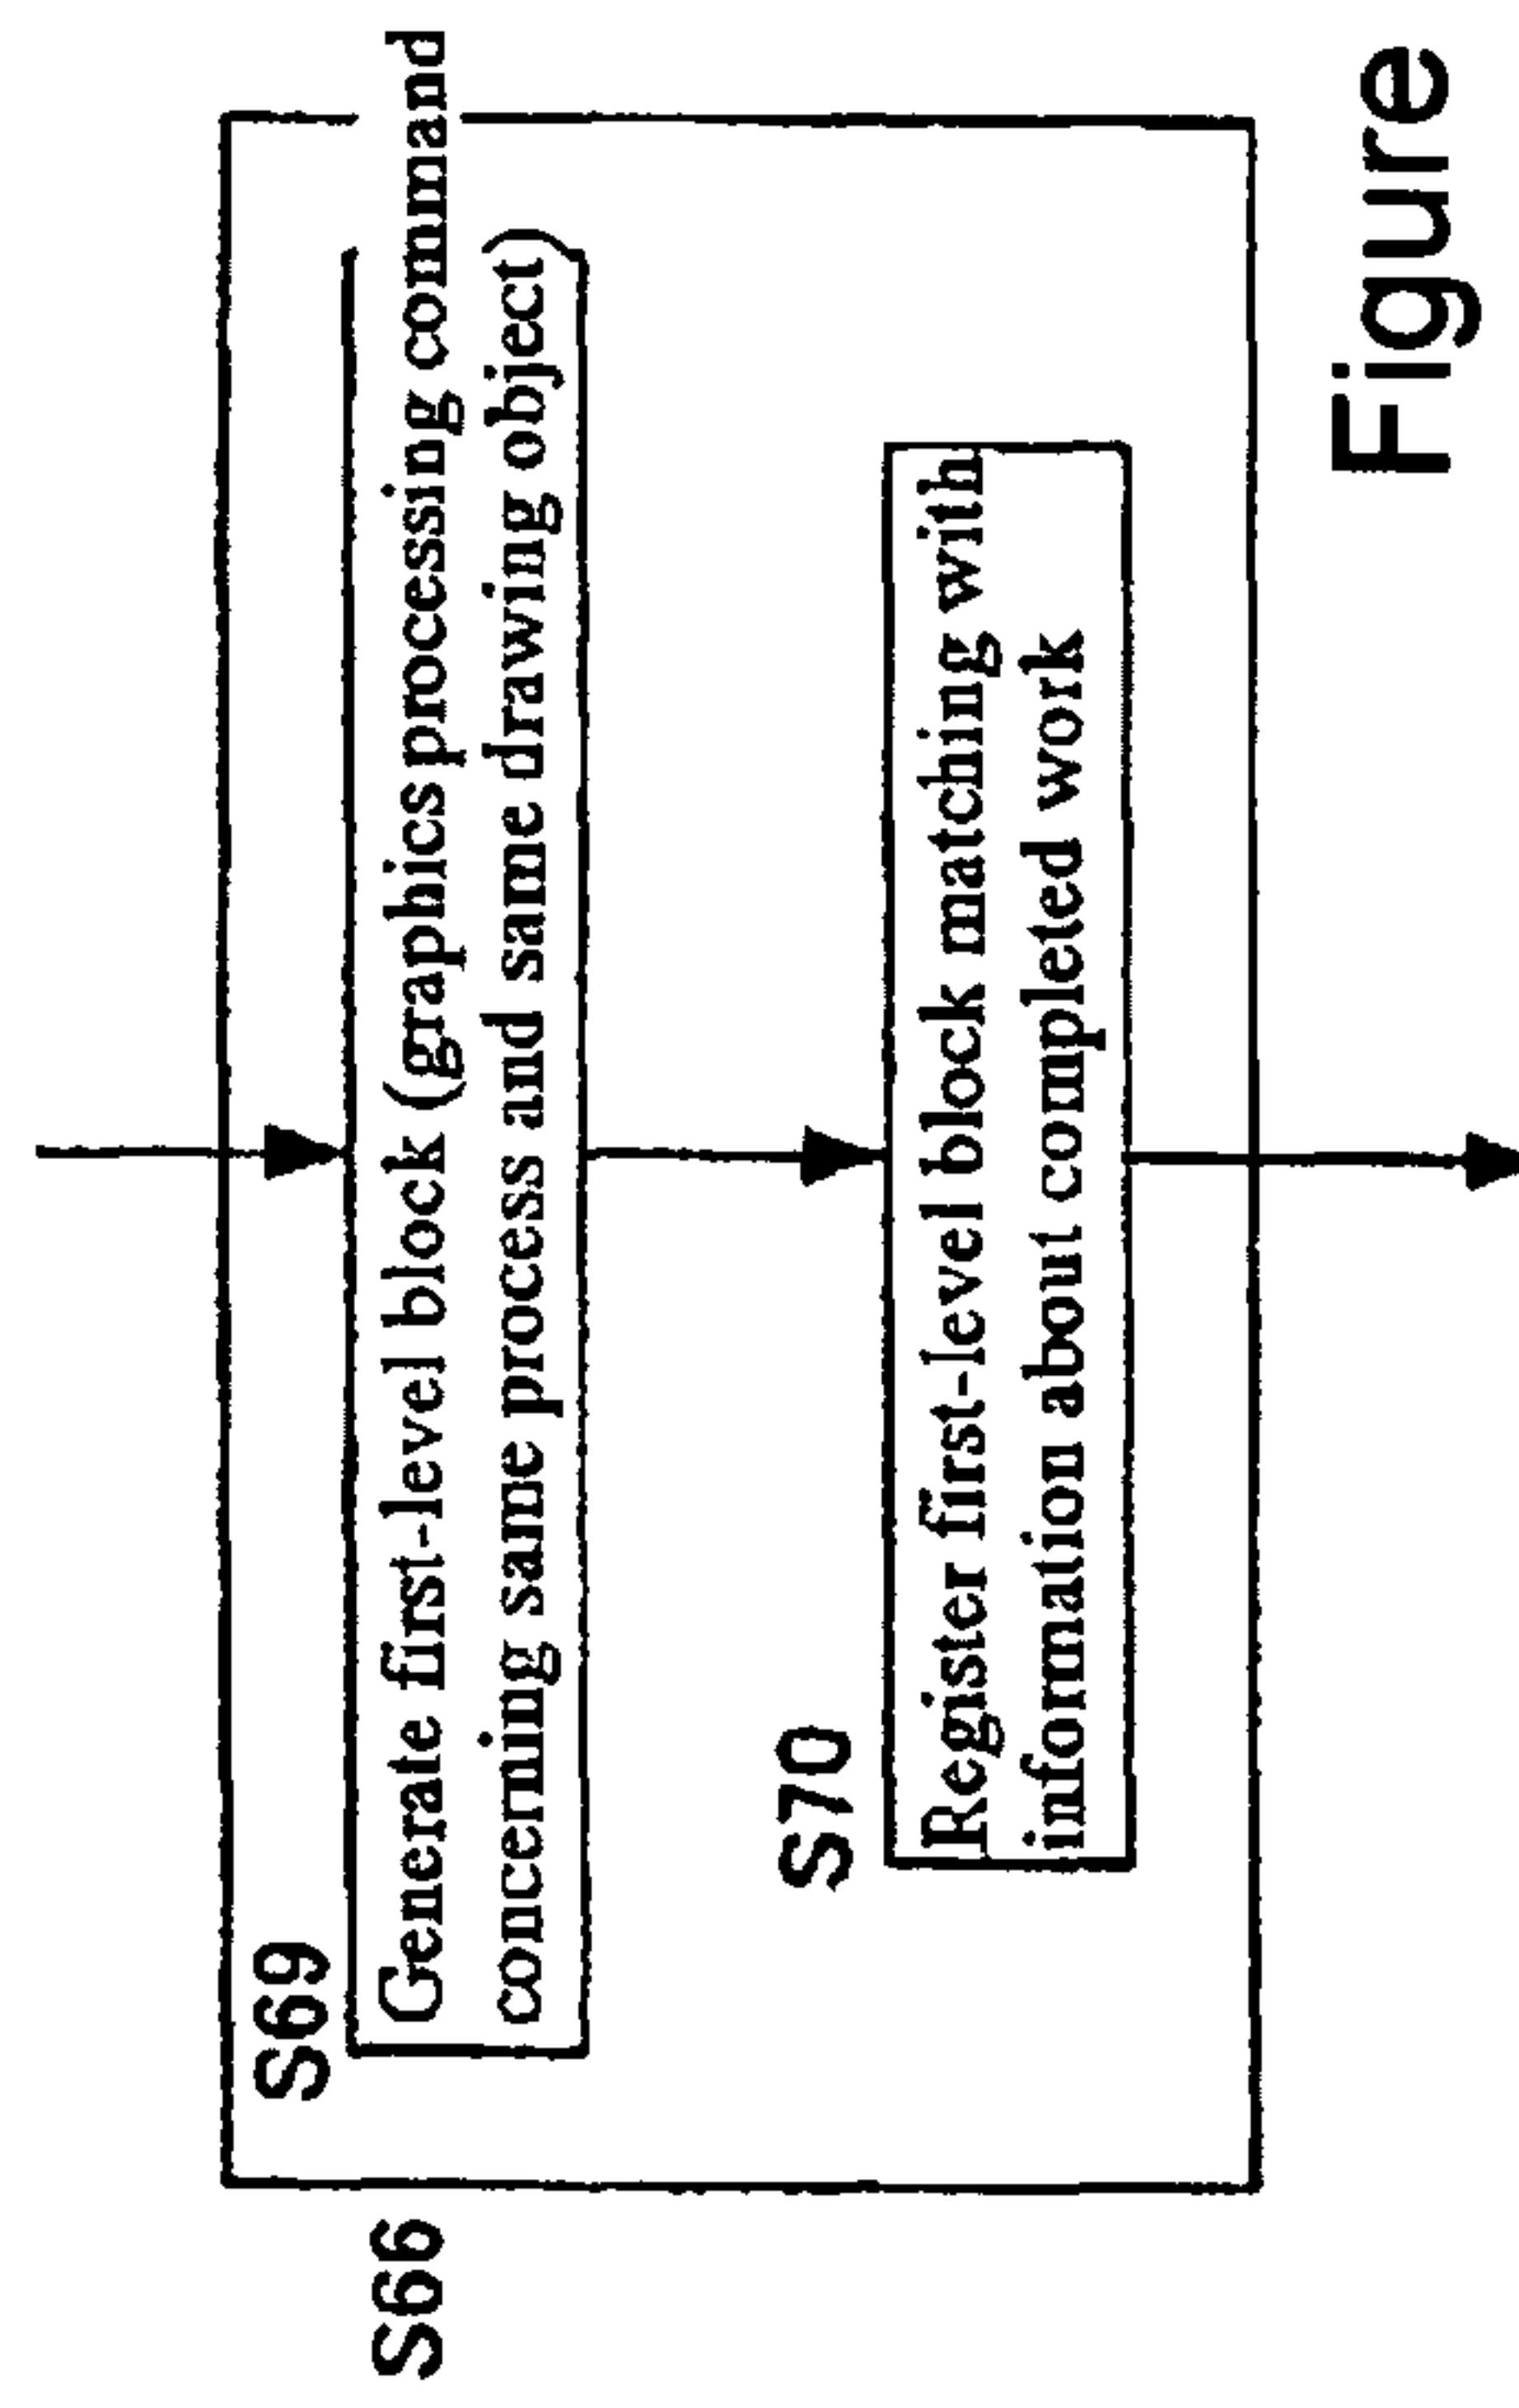 S66
S69
Generate first-level block (graphics processing command
concerning same process and same drawing object)
S70
Register first-level block matching with
information about completed work
Figure